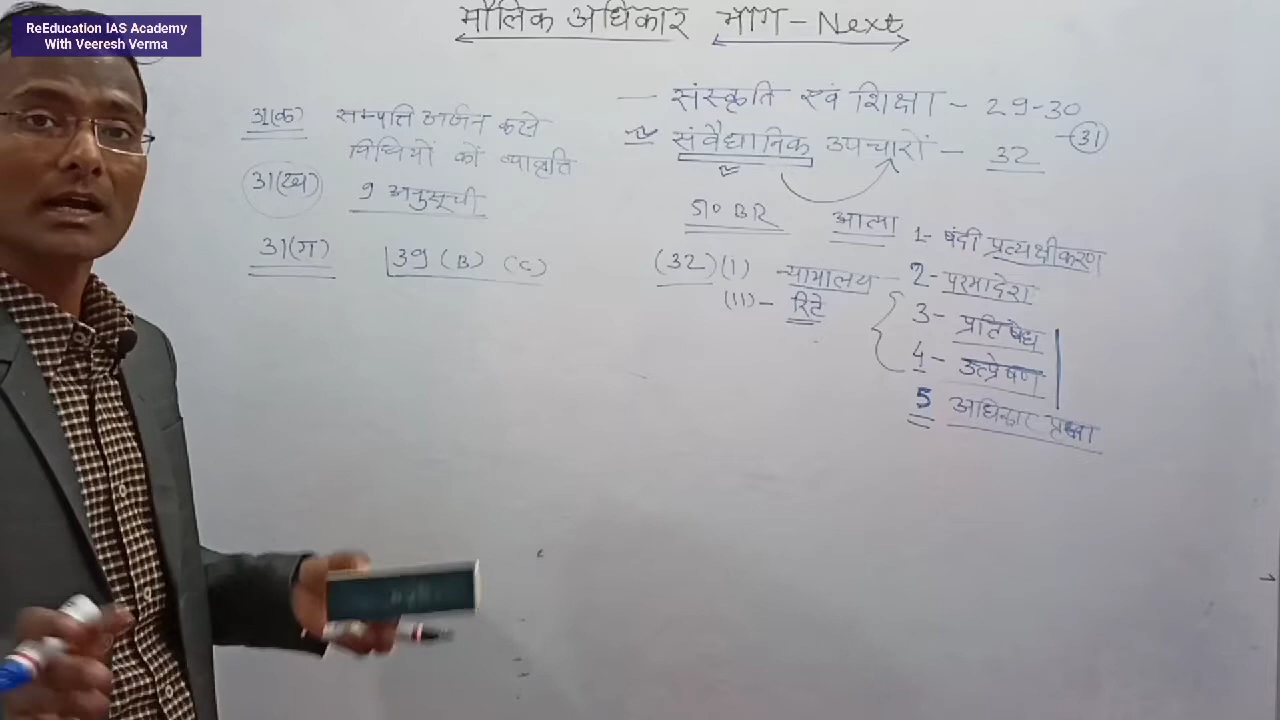 ReEducation IAS Academy
With Veeresh Verma
मौलिक अधिकार भाग - Next
31(क) सम्पत्ति अर्जन करने
विधियों कों व्यावृत्ति
31(ख) 9 अनुसूची
31(ग) 39 (B) (C)
— संस्कृति एवं शिक्षा - 29-30
संवैधानिक उपचारों - 32 - 31
डॉ० BR आत्मा
(32)(I) न्यायालय
(II) - रिटे
1- बंदी प्रत्यक्षीकरण
2- परमादेश
3- प्रतिषेध
4- उत्प्रेषण
5 अधिकार पृच्छा